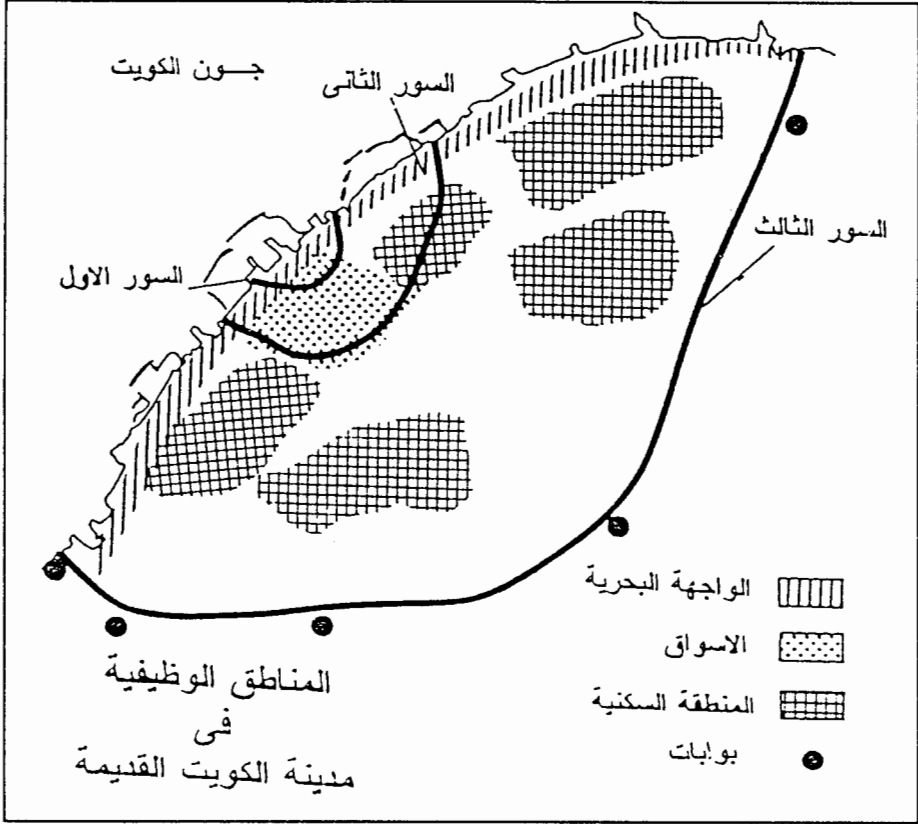 جـــون الكويت
السور الثانى
السور الثالث
السور الاول
الواجهة البحرية
الاسواق
المنطقة السكنية
بوابات
المناطق الوظيفية
فى
مدينة الكويت القديمة